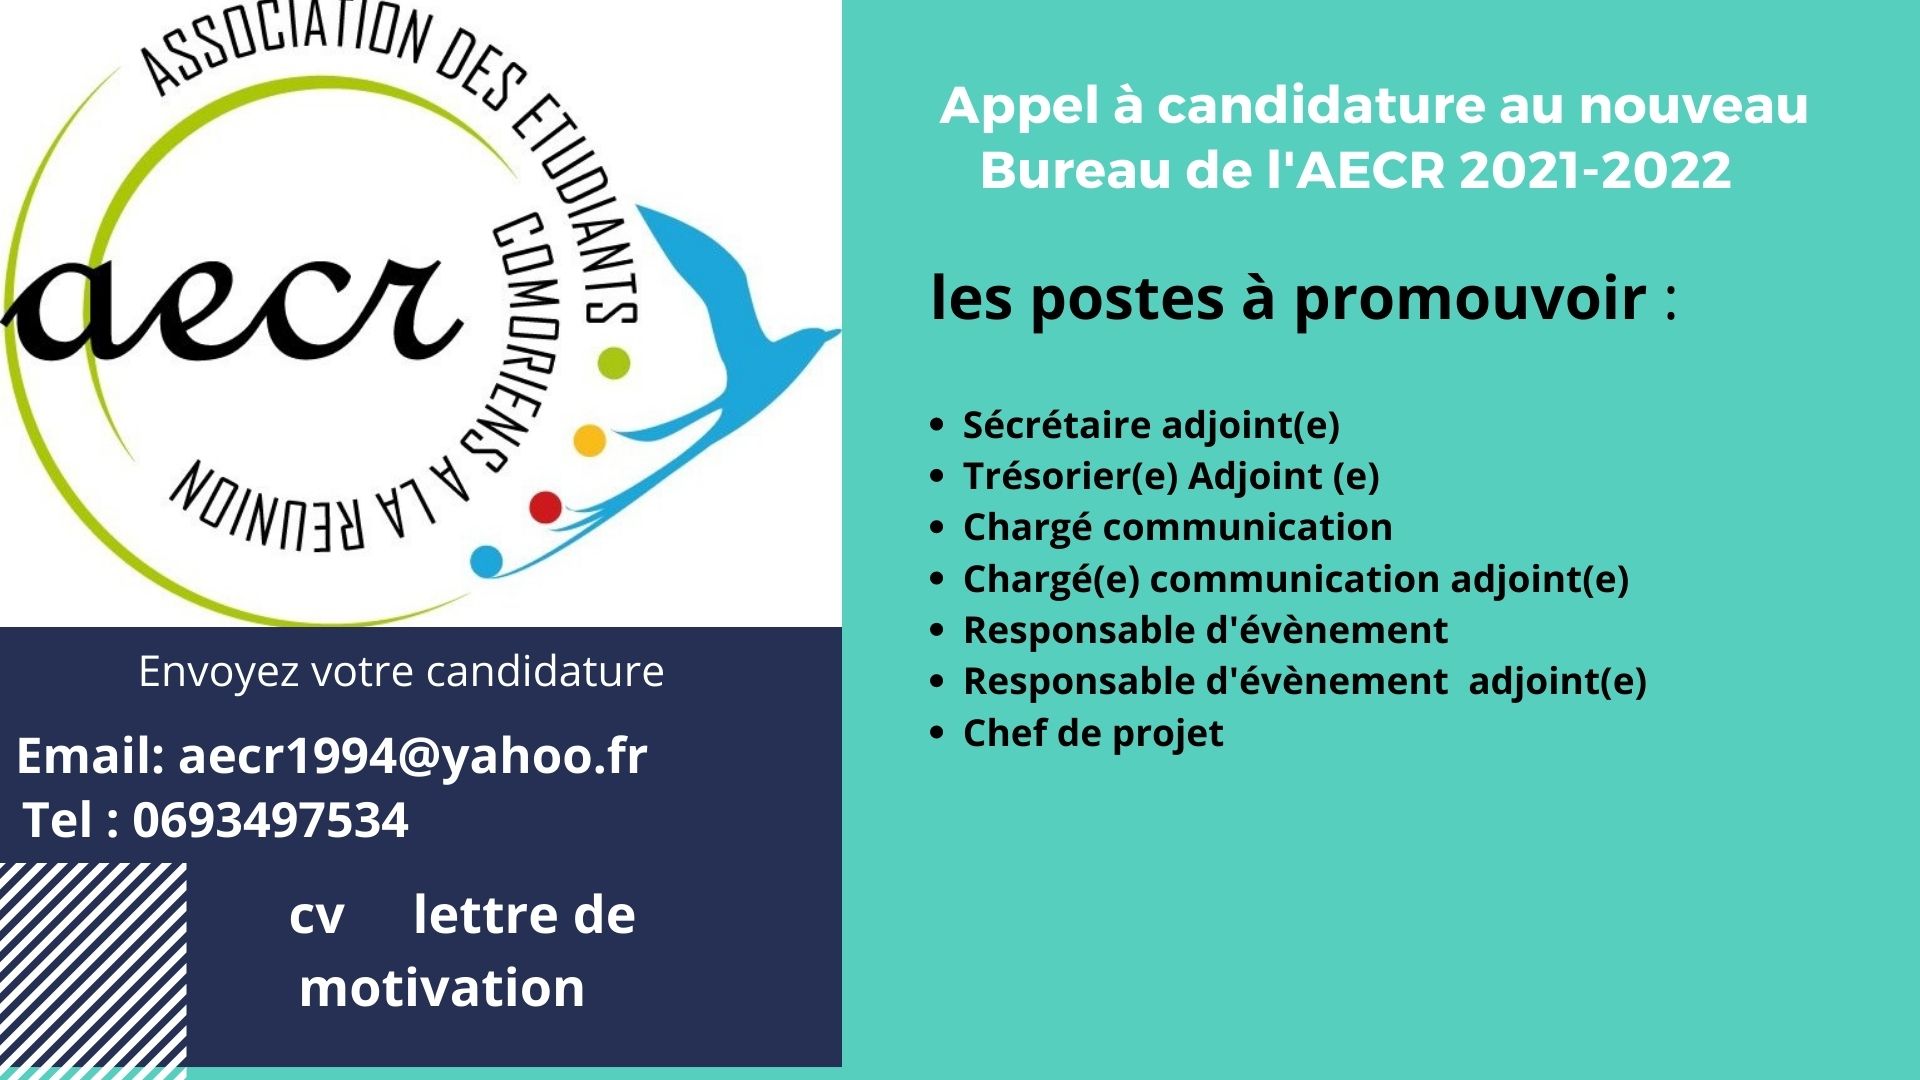 ASSOCIATION DES ETUDIANTS
COMORIENS A LA REUNION
aecr
Envoyez votre candidature
Email: aecr1994@yahoo.fr
Tel : 0693497534
cv lettre de
motivation
Appel à candidature au nouveau
Bureau de l'AECR 2021-2022
les postes à promouvoir :
• Sécrétaire adjoint(e)
• Trésorier(e) Adjoint (e)
• Chargé communication
• Chargé(e) communication adjoint(e)
• Responsable d'évènement
• Responsable d'évènement adjoint(e)
• Chef de projet